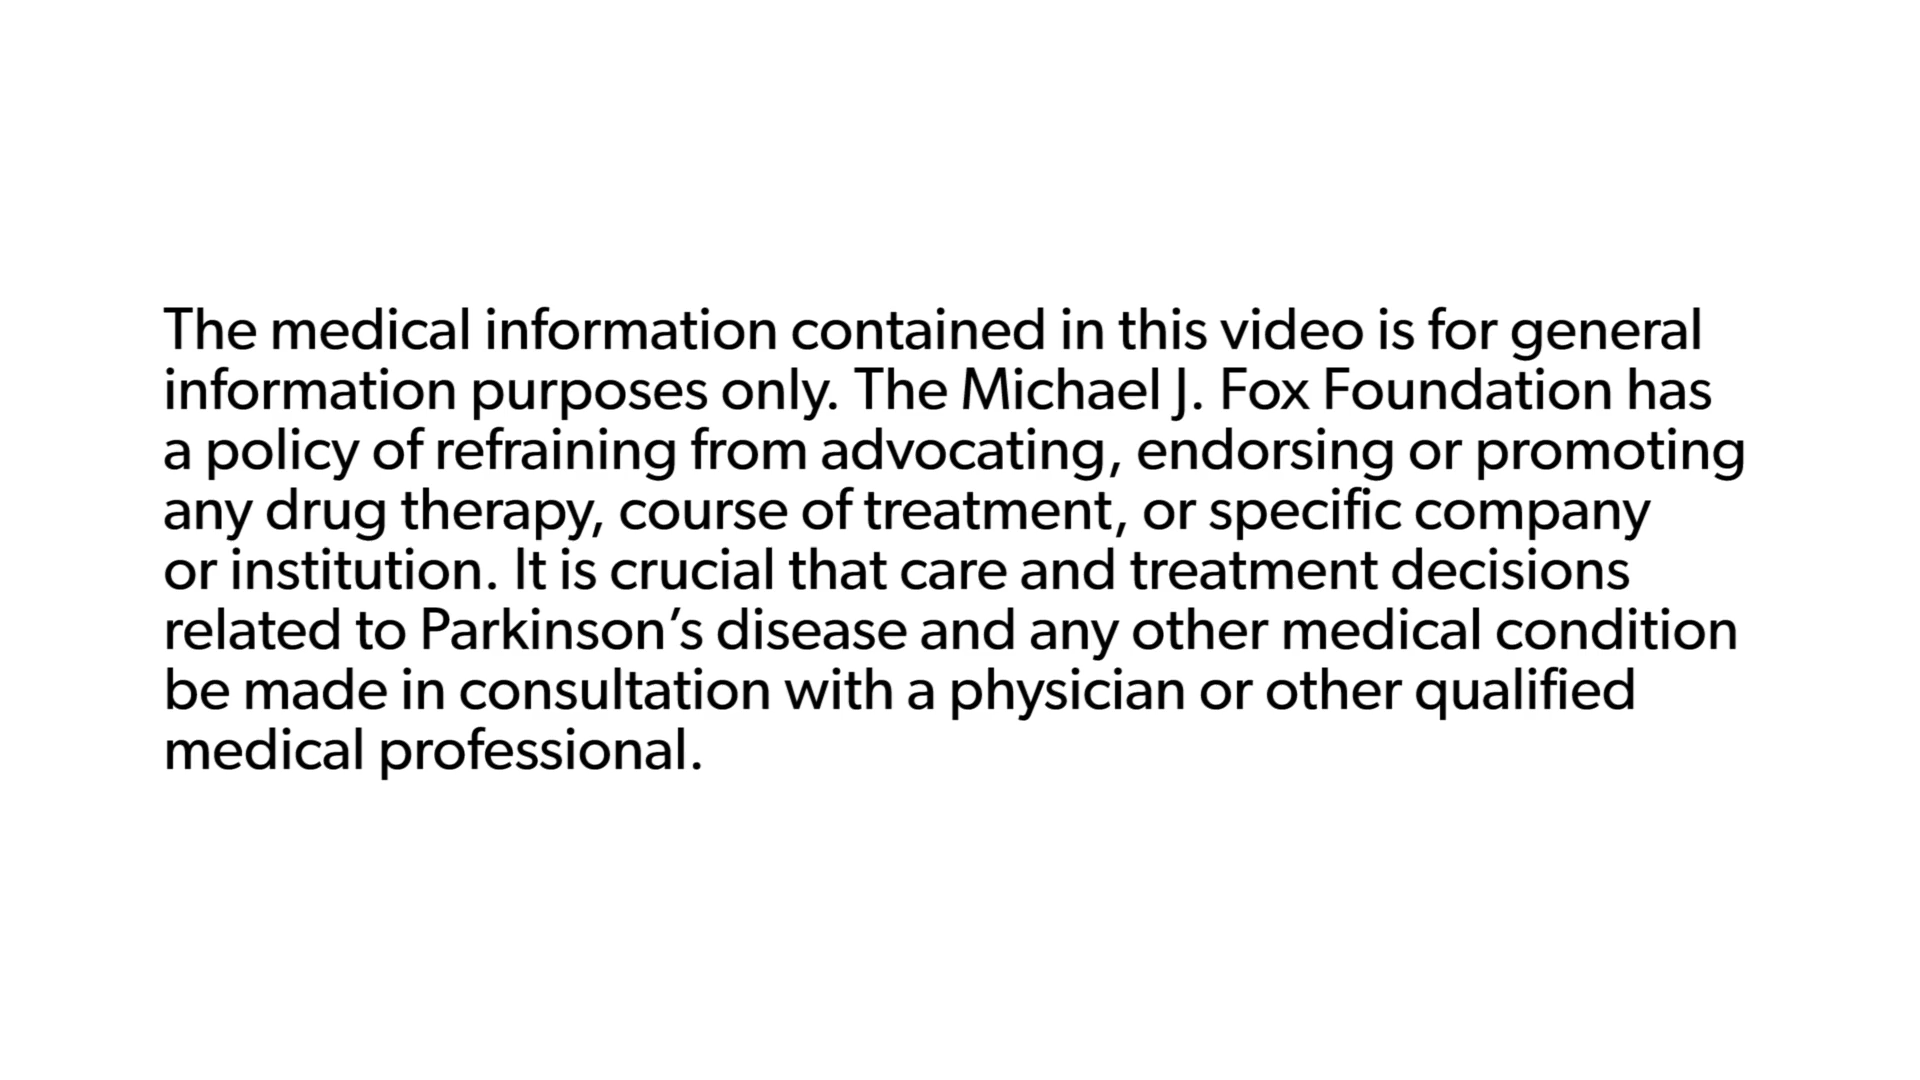 The medical information contained in this video is for general
information purposes only. The Michael J. Fox Foundation has
a policy of refraining from advocating, endorsing or promoting
any drug therapy, course of treatment, or specific company
or institution. It is crucial that care and treatment decisions
related to Parkinson’s disease and any other medical condition
be made in consultation with a physician or other qualified
medical professional.